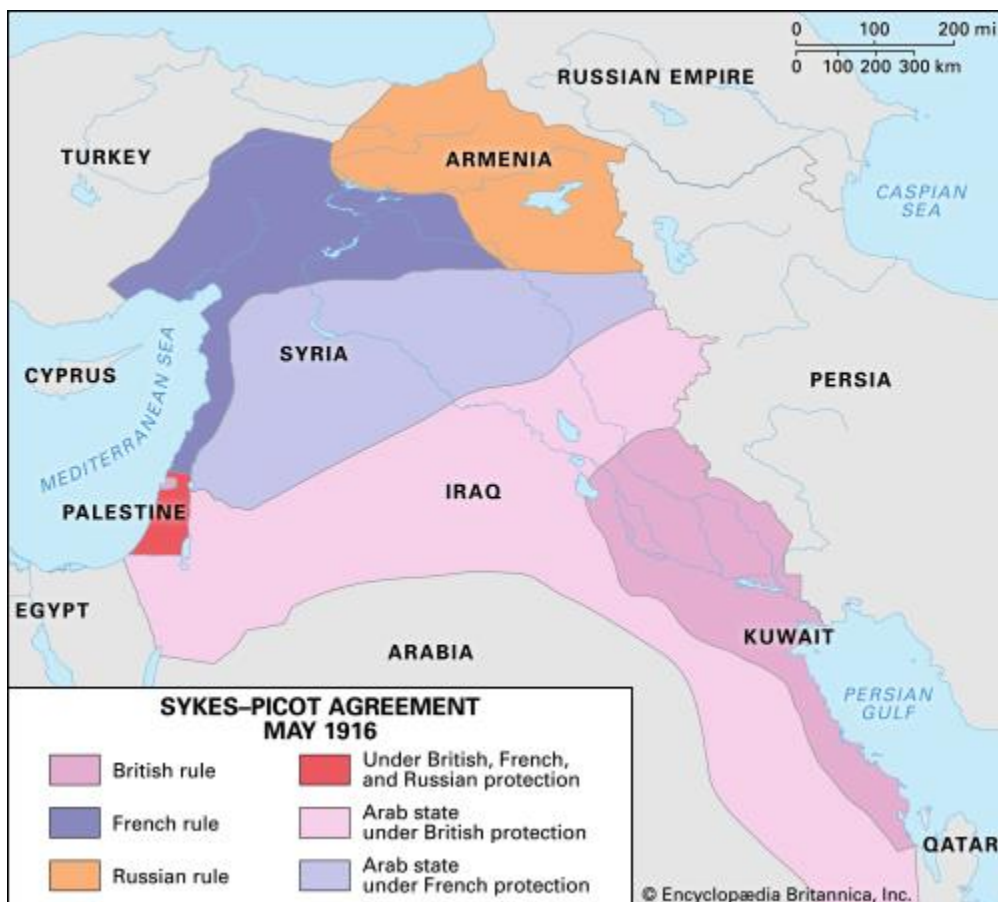 0 100 200 mi
0 100 200 300 km
RUSSIAN EMPIRE
TURKEY
ARMENIA
CASPIAN
SEA
SYRIA
CYPRUS
PERSIA
MEDITERRANEAN SEA
IRAQ
PALESTINE
EGYPT
KUWAIT
ARABIA
PERSIAN
GULF
QATAR
SYKES–PICOT AGREEMENT
MAY 1916
British rule
French rule
Russian rule
Under British, French,
and Russian protection
Arab state
under British protection
Arab state
under French protection
© Encyclopædia Britannica, Inc.